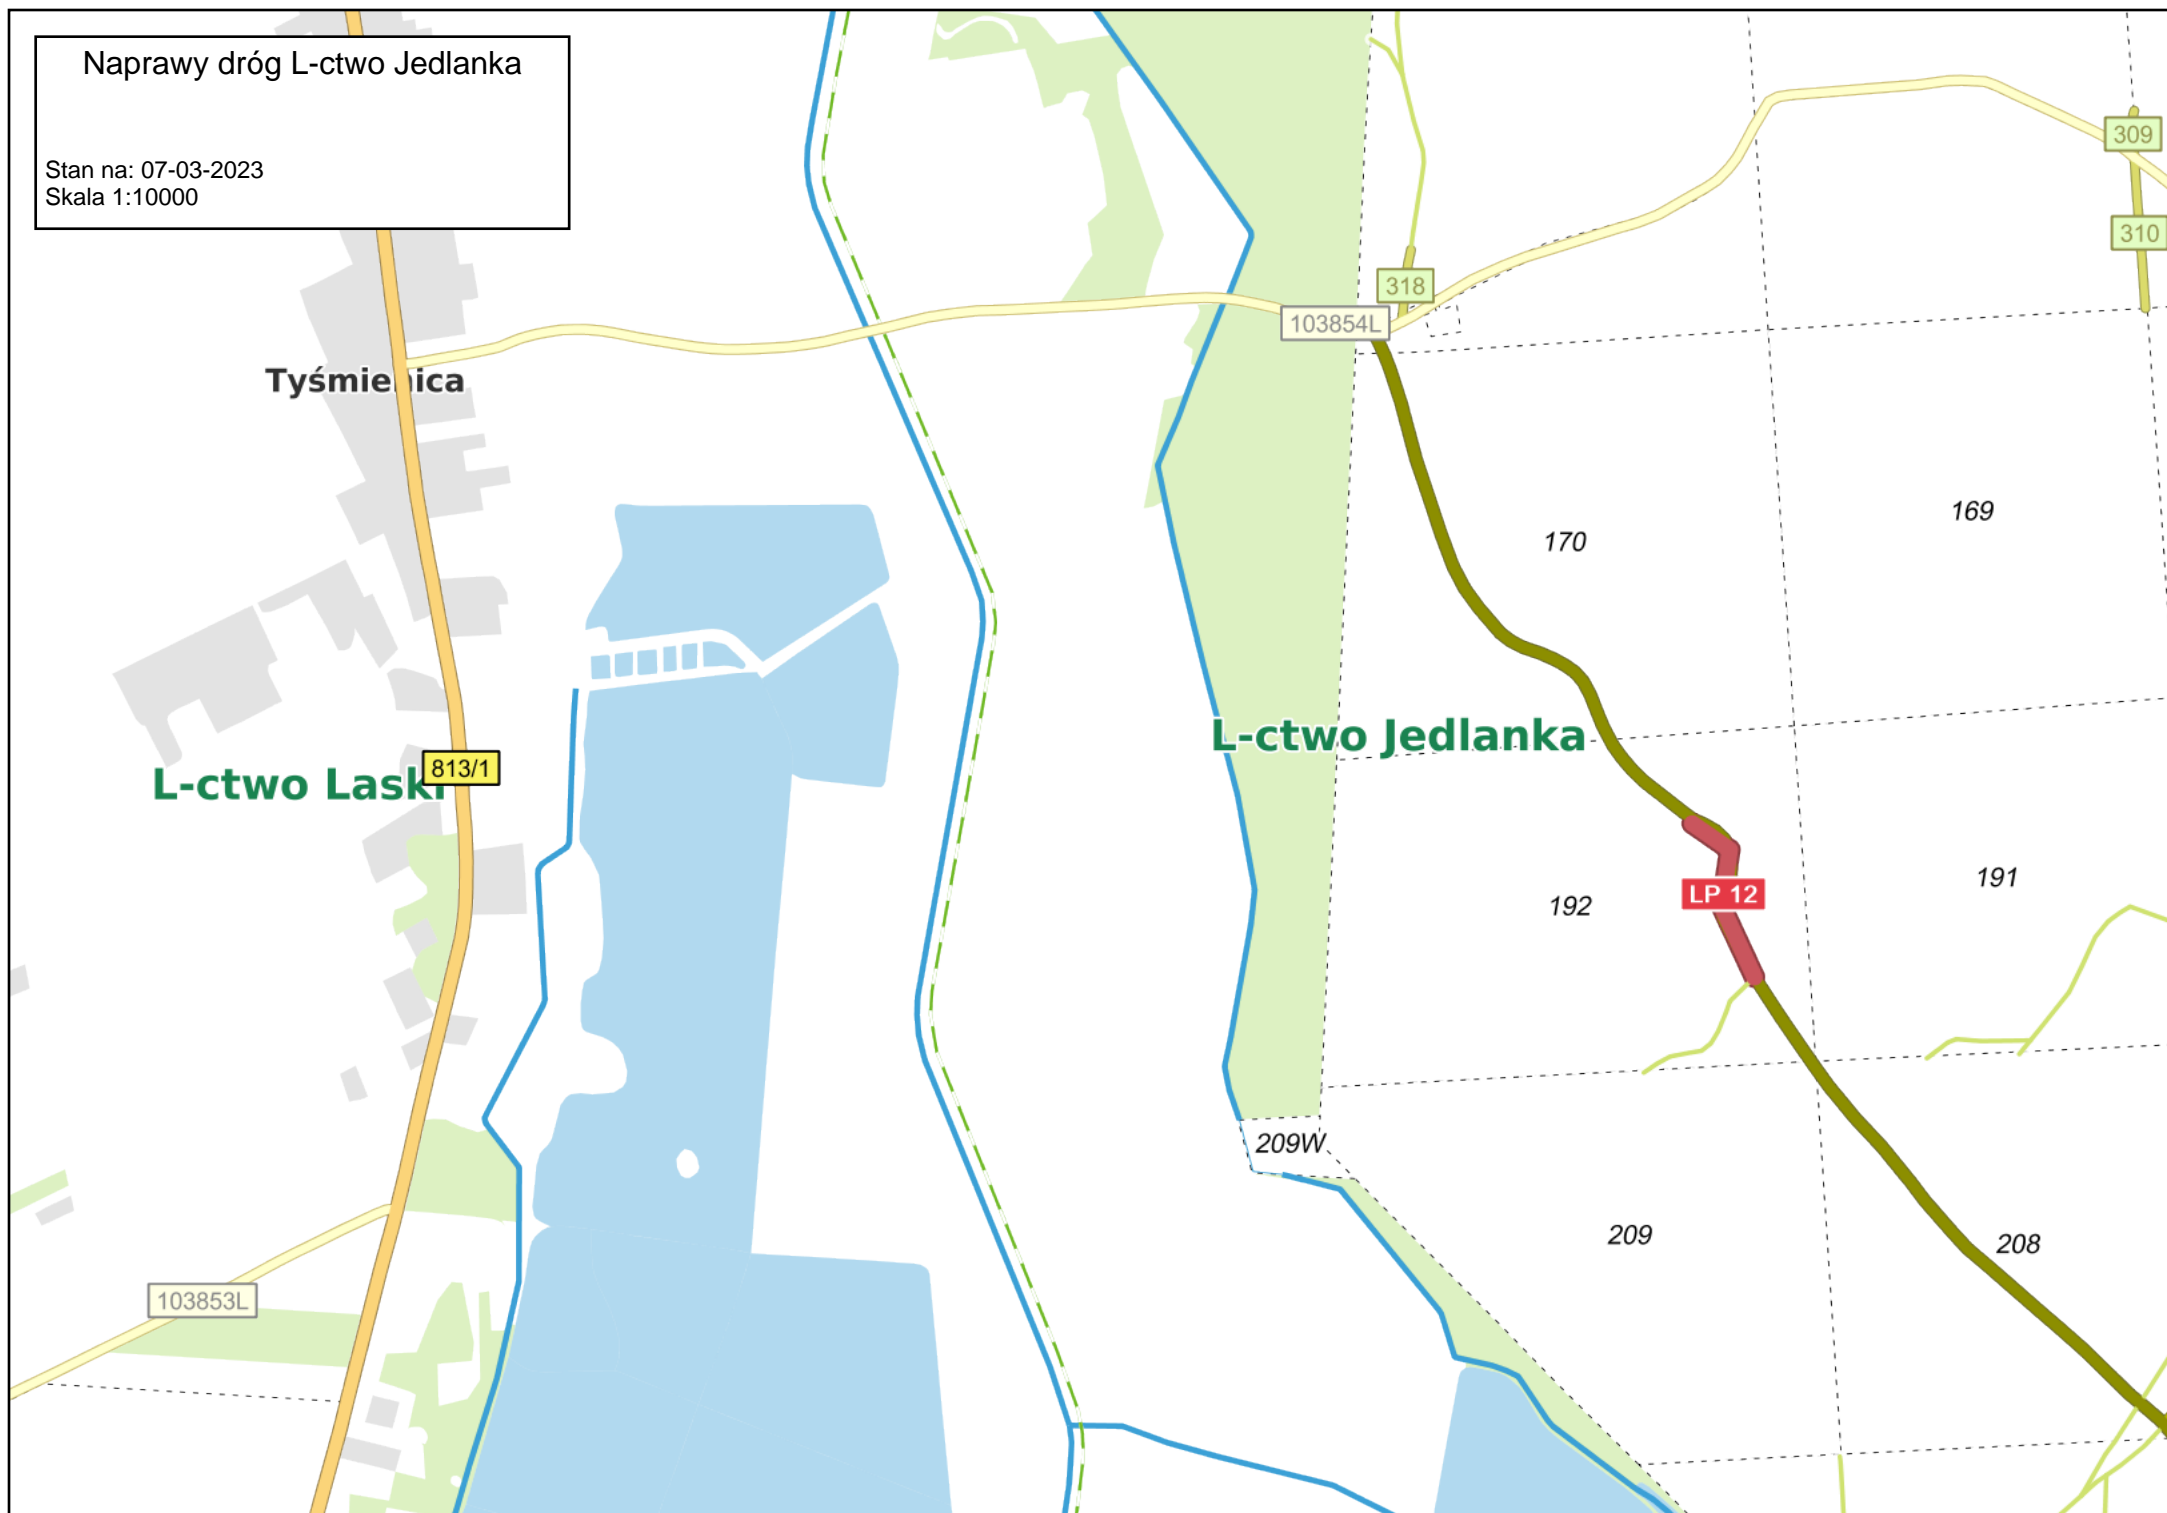 Naprawy dróg L-ctwo Jedlanka
Stan na: 07-03-2023
Skala 1:10000
309
310
318
103854L
Tyśmienica
169
170
L-ctwo Jedlanka
L-ctwo Laski
813/1
191
LP 12
192
209W
209
208
103853L